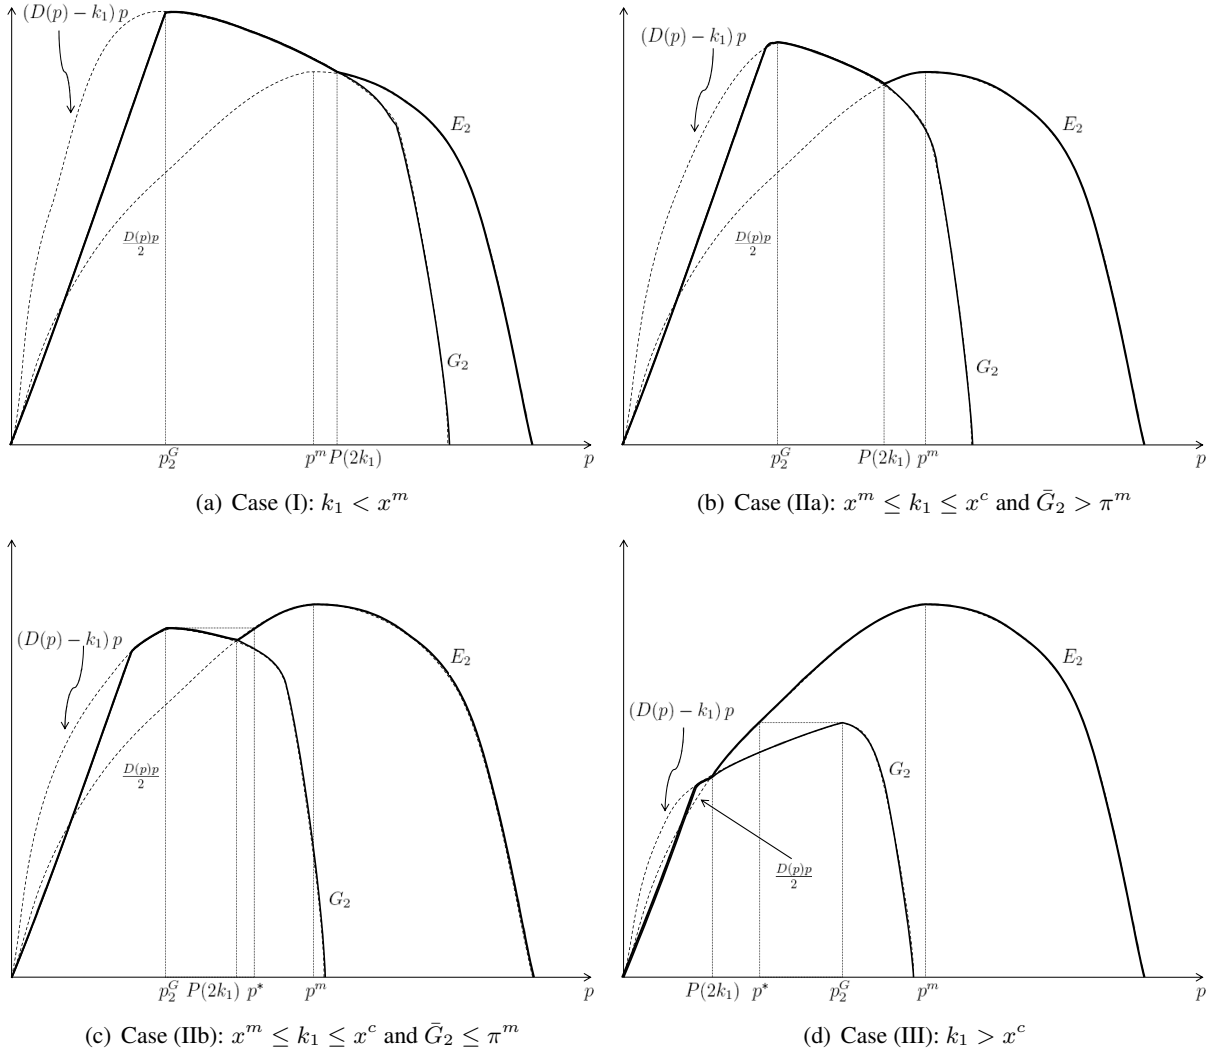 (D(p) − k₁) p
E₂
D(p)p
2
G₂
p₂ᴳ
pᵐ P(2k₁)
p
(a) Case (I): k₁ < xᵐ
(D(p) − k₁) p
E₂
D(p)p
2
G₂
p₂ᴳ
P(2k₁) pᵐ
p
(b) Case (IIa): xᵐ ≤ k₁ ≤ xᶜ and Ḡ₂ > πᵐ
(D(p) − k₁) p
E₂
D(p)p
2
G₂
p₂ᴳ P(2k₁) p* pᵐ
p
(c) Case (IIb): xᵐ ≤ k₁ ≤ xᶜ and Ḡ₂ ≤ πᵐ
(D(p) − k₁) p
E₂
G₂
D(p)p
2
P(2k₁) p* p₂ᴳ pᵐ
p
(d) Case (III): k₁ > xᶜ